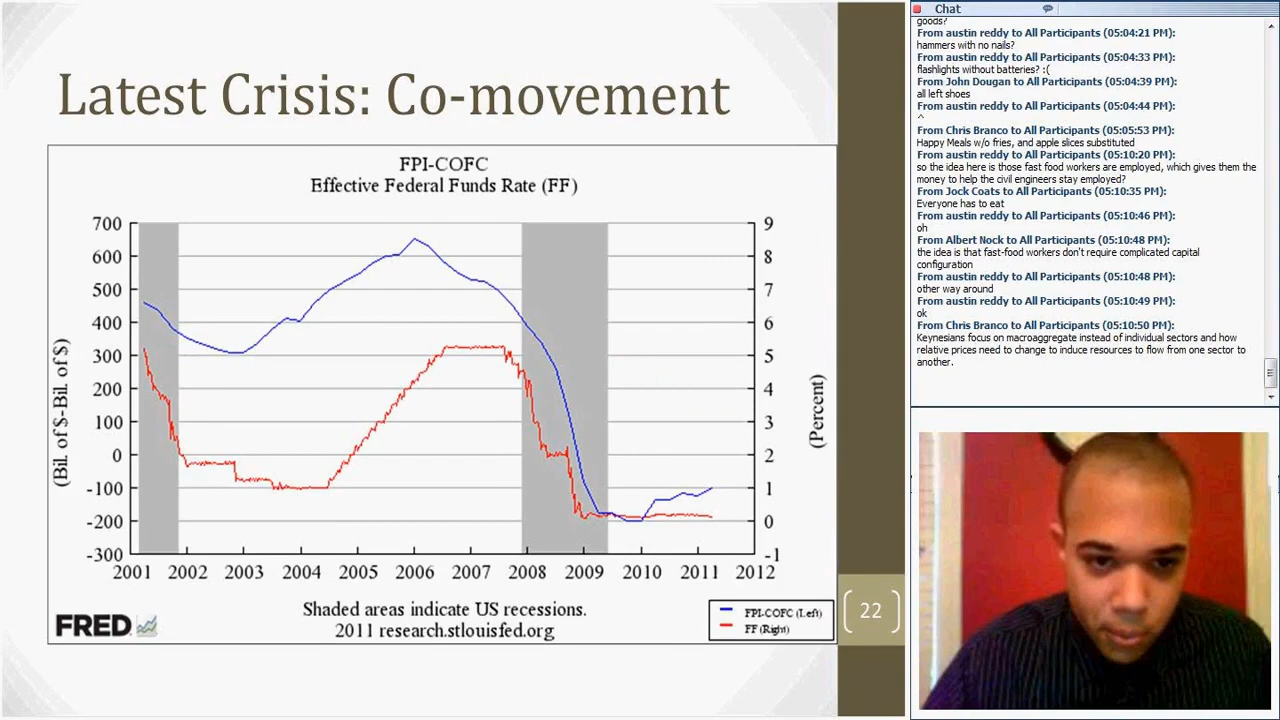 Latest Crisis: Co-movement
FPI-COFC
Effective Federal Funds Rate (FF)
700
600
500
400
300
200
100
0
-100
-200
-300
(Bil. of $-Bil. of $)
9
8
7
6
5
4
3
2
1
0
-1
(Percent)
2001 2002 2003 2004 2005 2006 2007 2008 2009 2010 2011 2012
Shaded areas indicate US recessions.
2011 research.stlouisfed.org
FRED
FPI-COFC (Left)
FF (Right)
22
Chat
goods?
From austin reddy to All Participants (05:04:21 PM):
hammers with no nails?
From austin reddy to All Participants (05:04:33 PM):
flashlights without batteries? :(
From John Dougan to All Participants (05:04:39 PM):
all left shoes
From austin reddy to All Participants (05:04:44 PM):
^
From Chris Branco to All Participants (05:05:53 PM):
Happy Meals w/o fries, and apple slices substituted
From austin reddy to All Participants (05:10:20 PM):
so the idea here is those fast food workers are employed, which gives them the
money to help the civil engineers stay employed?
From Jock Coats to All Participants (05:10:35 PM):
Everyone has to eat
From austin reddy to All Participants (05:10:46 PM):
oh
From Albert Nock to All Participants (05:10:48 PM):
the idea is that fast-food workers don't require complicated capital
configuration
From austin reddy to All Participants (05:10:48 PM):
other way around
From austin reddy to All Participants (05:10:49 PM):
ok
From Chris Branco to All Participants (05:10:50 PM):
Keynesians focus on macroaggregate instead of individual sectors and how
relative prices need to change to induce resources to flow from one sector to
another.